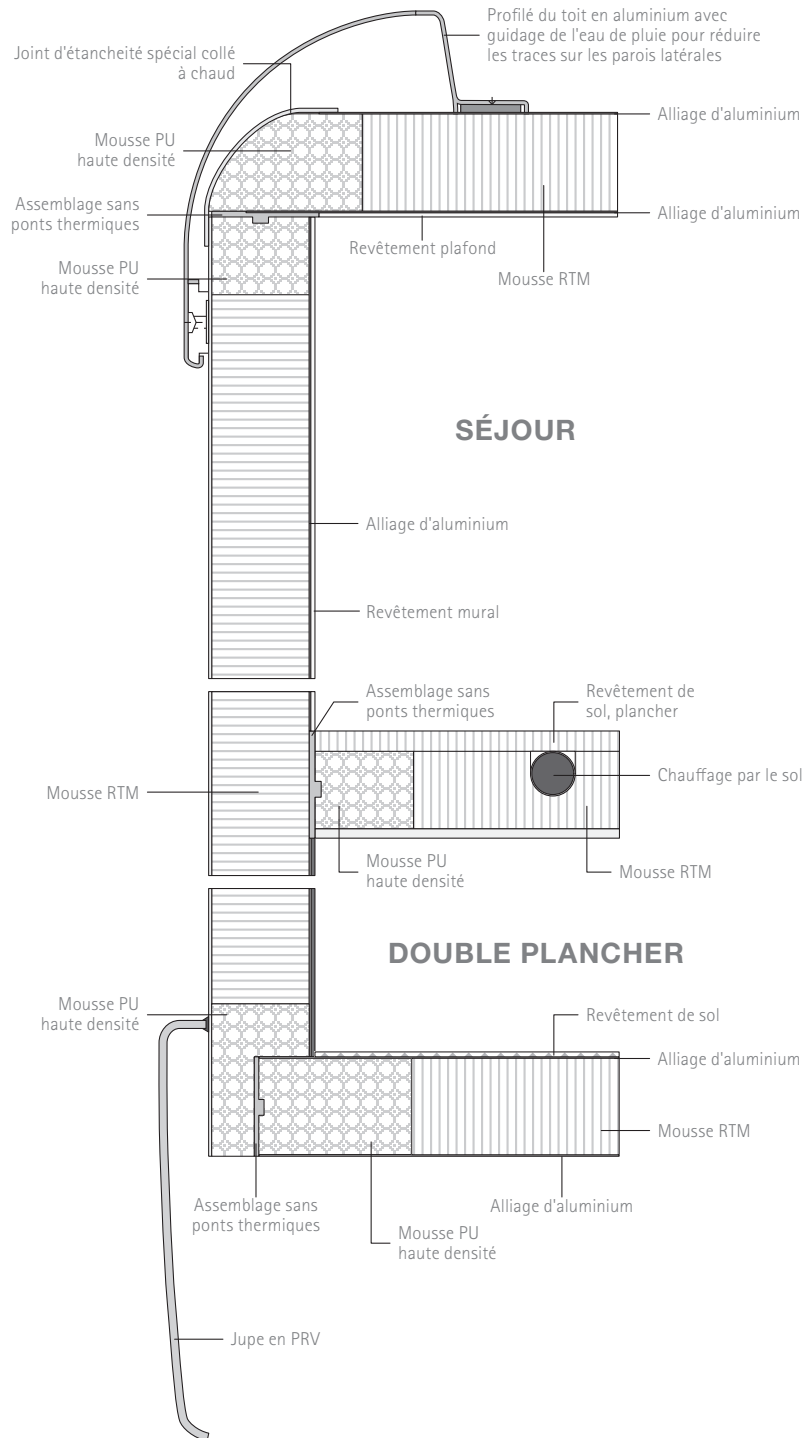 Profilé du toit en aluminium avec
guidage de l'eau de pluie pour réduire
les traces sur les parois latérales
Joint d'étancheité spécial collé
à chaud
Alliage d'aluminium
Mousse PU
haute densité
Assemblage sans
ponts thermiques
Alliage d'aluminium
Revêtement plafond
Mousse PU
haute densité
Mousse RTM
SÉJOUR
Alliage d'aluminium
Revêtement mural
Assemblage sans
ponts thermiques
Revêtement de
sol, plancher
Mousse RTM
Chauffage par le sol
Mousse PU
haute densité
Mousse RTM
DOUBLE PLANCHER
Mousse PU
haute densité
Revêtement de sol
Alliage d'aluminium
Mousse RTM
Assemblage sans
ponts thermiques
Alliage d'aluminium
Mousse PU
haute densité
Jupe en PRV